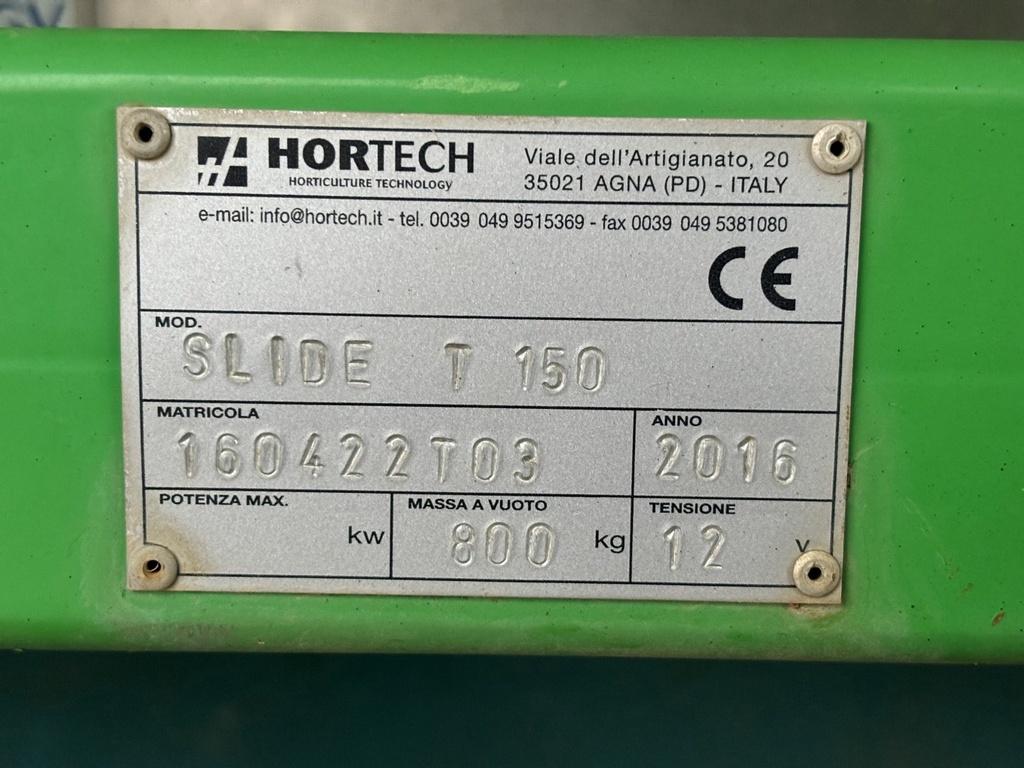 HORTECH
HORTICULTURE TECHNOLOGY
Viale dell'Artigianato, 20
35021 AGNA (PD) - ITALY
e-mail: info@hortech.it - tel. 0039 049 9515369 - fax 0039 049 5381080
CE
MOD.
SLIDE T 150
MATRICOLA
160422T03
ANNO
2016
POTENZA MAX.
kw
MASSA A VUOTO
800 kg
TENSIONE
12 V